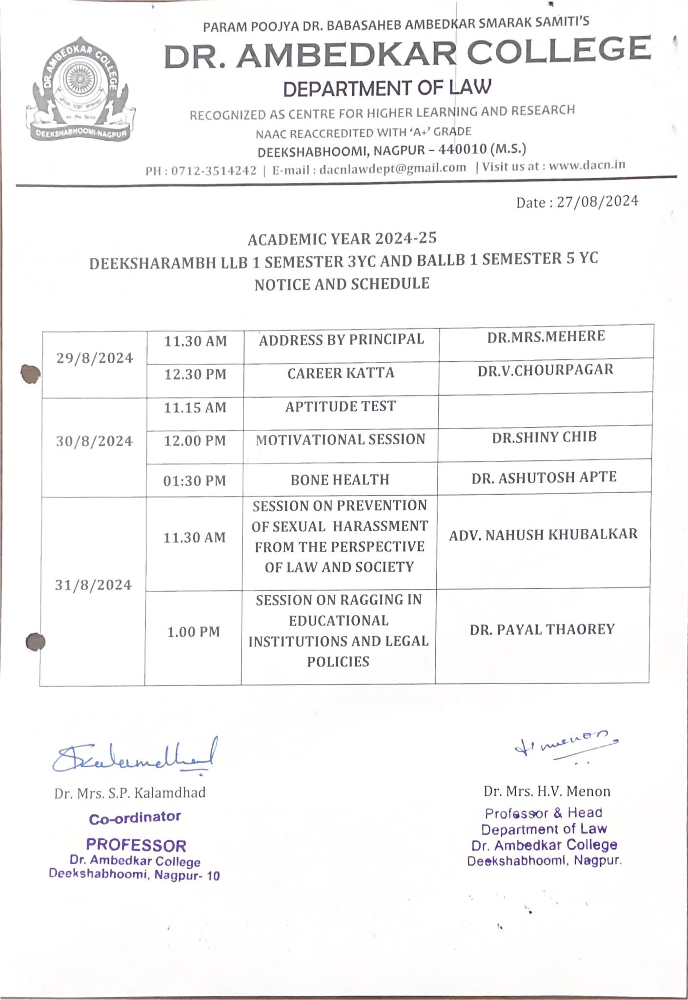 PARAM POOJYA DR. BABASAHEB AMBEDKAR SMARAK SAMITI'S
DR. AMBEDKAR COLLEGE
DEPARTMENT OF LAW
RECOGNIZED AS CENTRE FOR HIGHER LEARNING AND RESEARCH
NAAC REACCREDITED WITH 'A+' GRADE
DEEKSHABHOOMI, NAGPUR – 440010 (M.S.)
PH : 0712-3514242 | E-mail : dacnlawdept@gmail.com | Visit us at : www.dacn.in
DR. AMBEDKAR COLLEGE
DEEKSHABHOOMI-NAGPUR
Date : 27/08/2024
ACADEMIC YEAR 2024-25
DEEKSHARAMBH LLB 1 SEMESTER 3YC AND BALLB 1 SEMESTER 5 YC
NOTICE AND SCHEDULE
29/8/2024
11.30 AM ADDRESS BY PRINCIPAL DR.MRS.MEHERE
12.30 PM CAREER KATTA DR.V.CHOURPAGAR
30/8/2024
11.15 AM APTITUDE TEST
12.00 PM MOTIVATIONAL SESSION DR.SHINY CHIB
01:30 PM BONE HEALTH DR. ASHUTOSH APTE
31/8/2024
11.30 AM
SESSION ON PREVENTION
OF SEXUAL HARASSMENT
FROM THE PERSPECTIVE
OF LAW AND SOCIETY
ADV. NAHUSH KHUBALKAR
1.00 PM
SESSION ON RAGGING IN
EDUCATIONAL
INSTITUTIONS AND LEGAL
POLICIES
DR. PAYAL THAOREY
SKalamdhad
Dr. Mrs. S.P. Kalamdhad
Co-ordinator
PROFESSOR
Dr. Ambedkar College
Deekshabhoomi, Nagpur- 10
Hmenon
Dr. Mrs. H.V. Menon
Professor & Head
Department of Law
Dr. Ambedkar College
Deekshabhoomi, Nagpur.